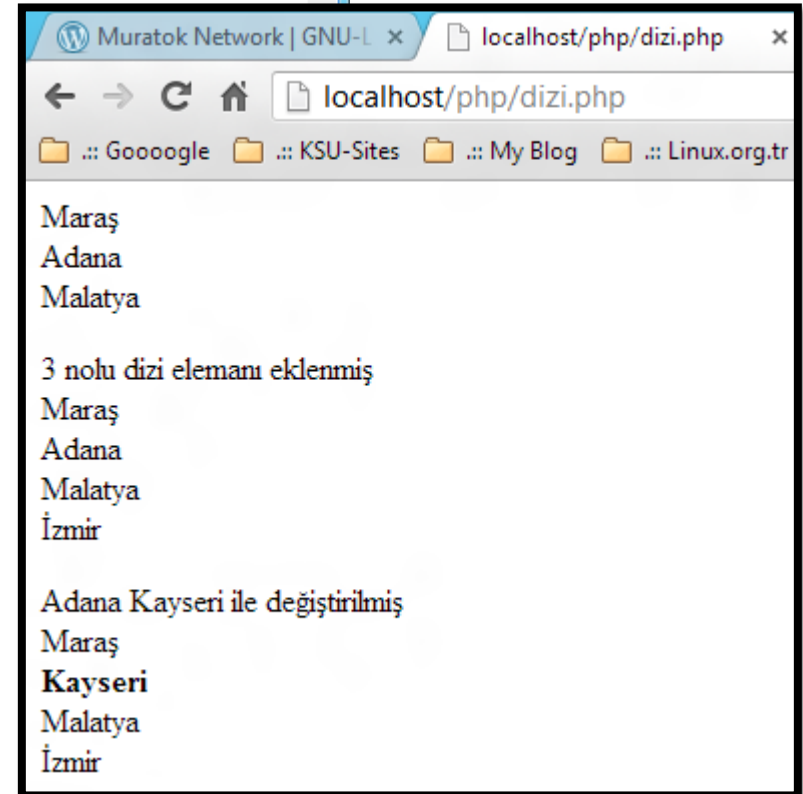 Muratok Network | GNU-L
localhost/php/dizi.php
localhost/php/dizi.php
.:: Goooogle .:: KSU-Sites .:: My Blog .:: Linux.org.tr
Maraş
Adana
Malatya
3 nolu dizi elemanı eklenmiş
Maraş
Adana
Malatya
İzmir
Adana Kayseri ile değiştirilmiş
Maraş
Kayseri
Malatya
İzmir